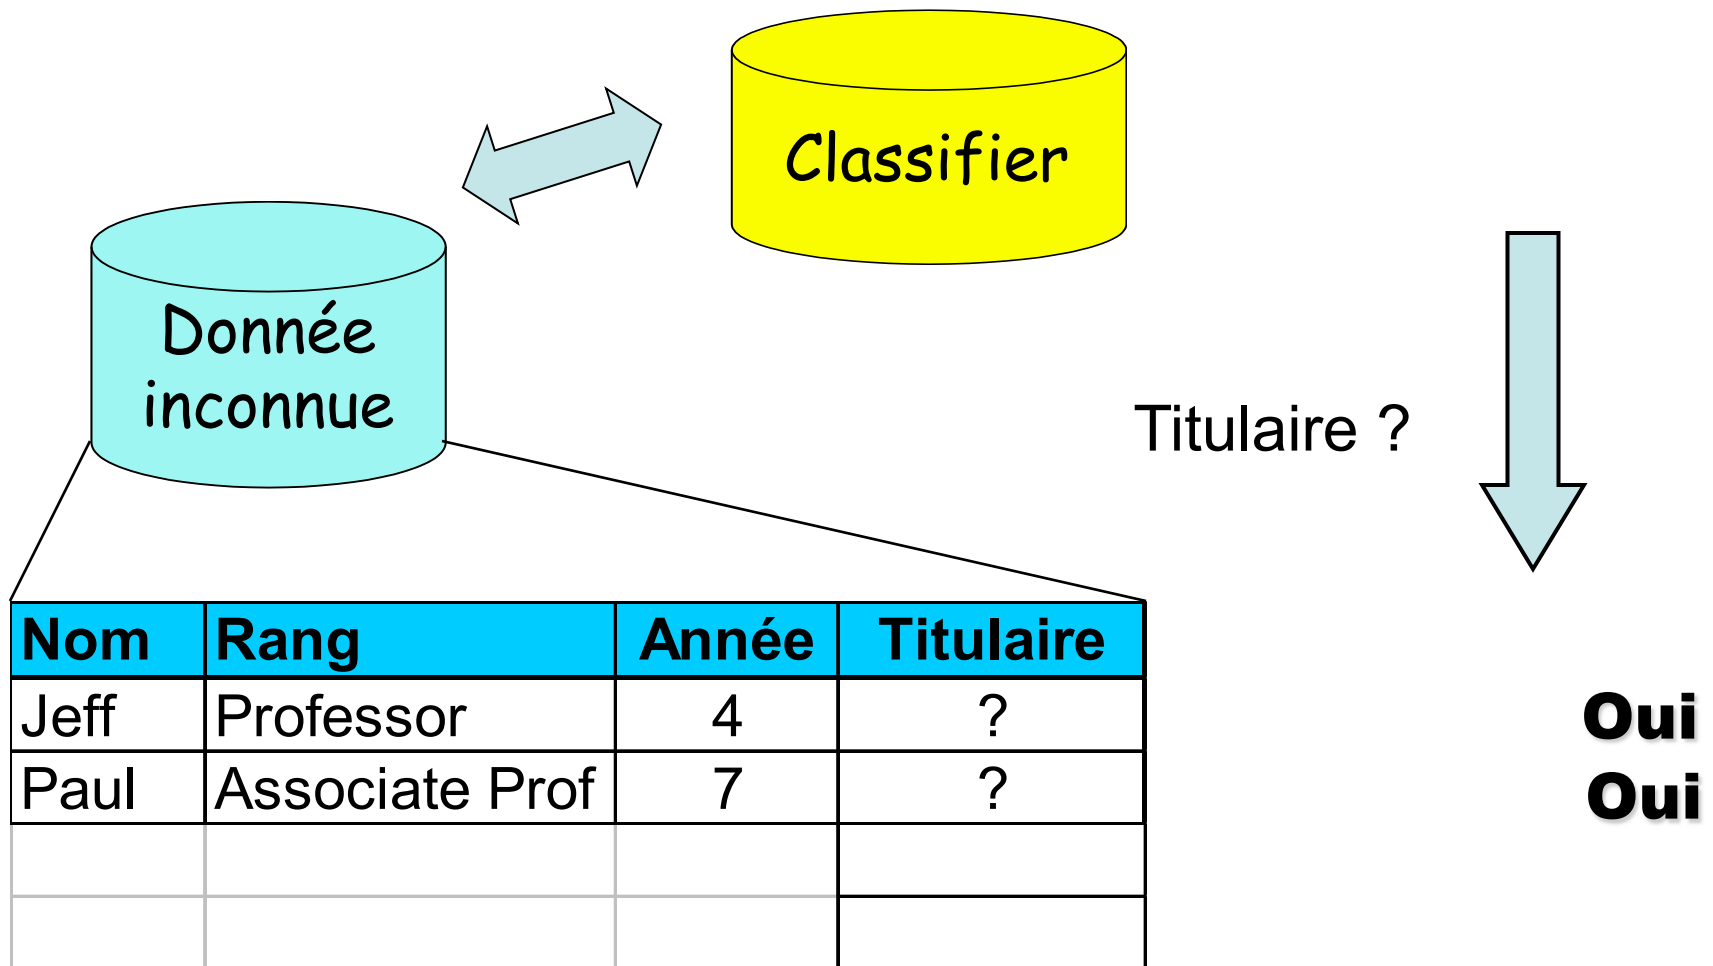 Classifier
Donnée
inconnue
Titulaire ?
Nom Rang Année Titulaire
Jeff Professor 4 ? Oui
Paul Associate Prof 7 ? Oui